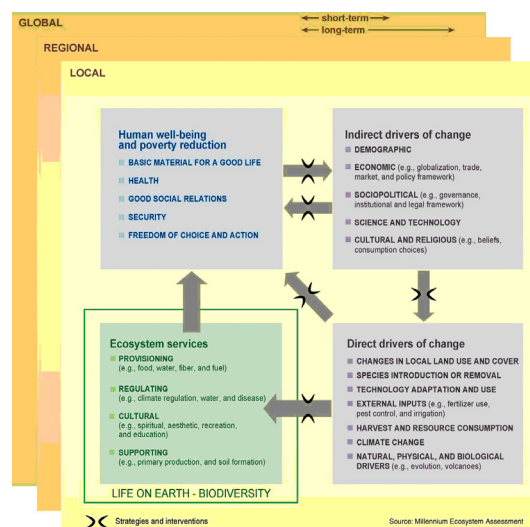 GLOBAL
short-term
long-term
REGIONAL
LOCAL
Human well-being
and poverty reduction
BASIC MATERIAL FOR A GOOD LIFE
HEALTH
GOOD SOCIAL RELATIONS
SECURITY
FREEDOM OF CHOICE AND ACTION
Indirect drivers of change
DEMOGRAPHIC
ECONOMIC (e.g., globalization, trade,
market, and policy framework)
SOCIOPOLITICAL (e.g., governance,
institutional and legal framework)
SCIENCE AND TECHNOLOGY
CULTURAL AND RELIGIOUS (e.g., beliefs,
consumption choices)
Ecosystem services
PROVISIONING
(e.g., food, water, fiber, and fuel)
REGULATING
(e.g., climate regulation, water, and disease)
CULTURAL
(e.g., spiritual, aesthetic, recreation,
and education)
SUPPORTING
(e.g., primary production, and soil formation)
LIFE ON EARTH - BIODIVERSITY
Direct drivers of change
CHANGES IN LOCAL LAND USE AND COVER
SPECIES INTRODUCTION OR REMOVAL
TECHNOLOGY ADAPTATION AND USE
EXTERNAL INPUTS (e.g., fertilizer use,
pest control, and irrigation)
HARVEST AND RESOURCE CONSUMPTION
CLIMATE CHANGE
NATURAL, PHYSICAL, AND BIOLOGICAL
DRIVERS (e.g., evolution, volcanoes)
Strategies and interventions
Source: Millennium Ecosystem Assessment